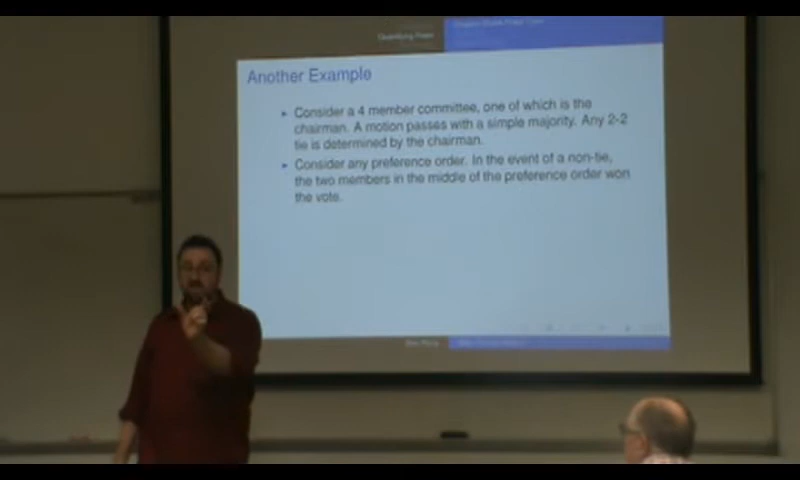 Quantifying Power
Another Example
Consider a 4 member committee, one of which is the
chairman. A motion passes with a simple majority. Any 2-2
tie is determined by the chairman.
Consider any preference order. In the event of a non-tie,
the two members in the middle of the preference order won
the vote.